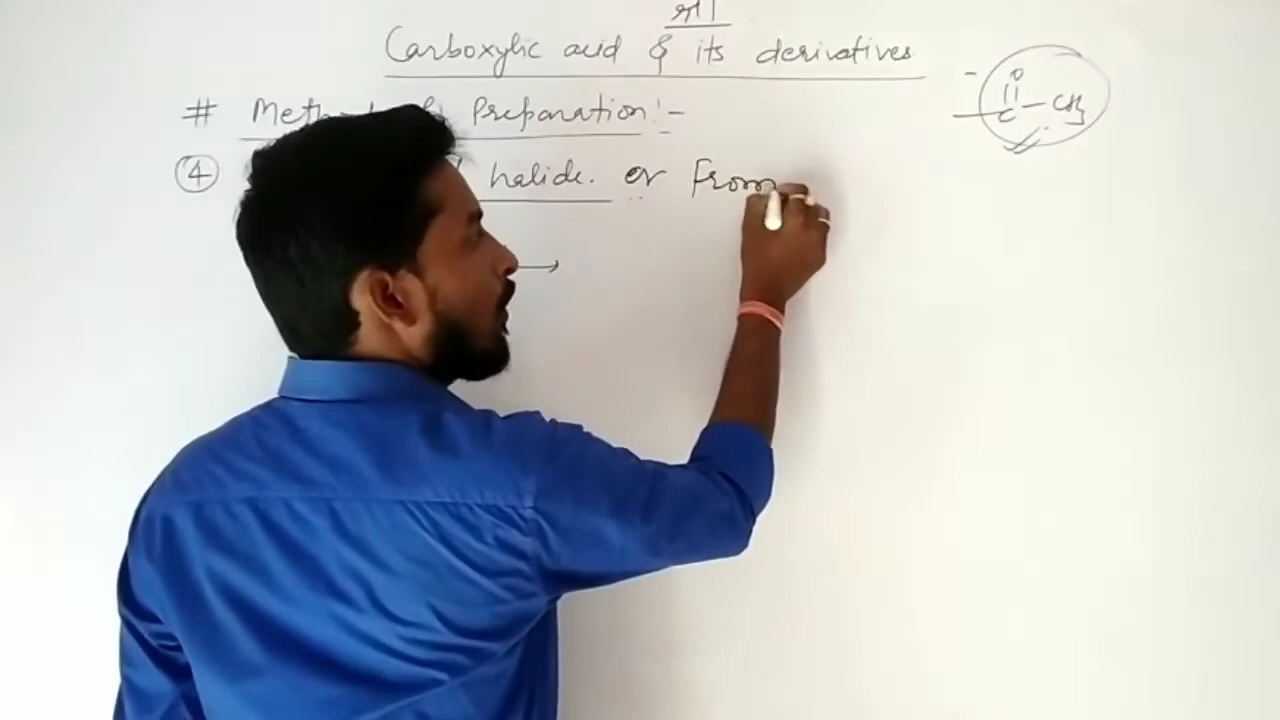 श्री
Carboxylic acid & its derivatives
# Preparation :-
④ halide. or From
O
C - CH3